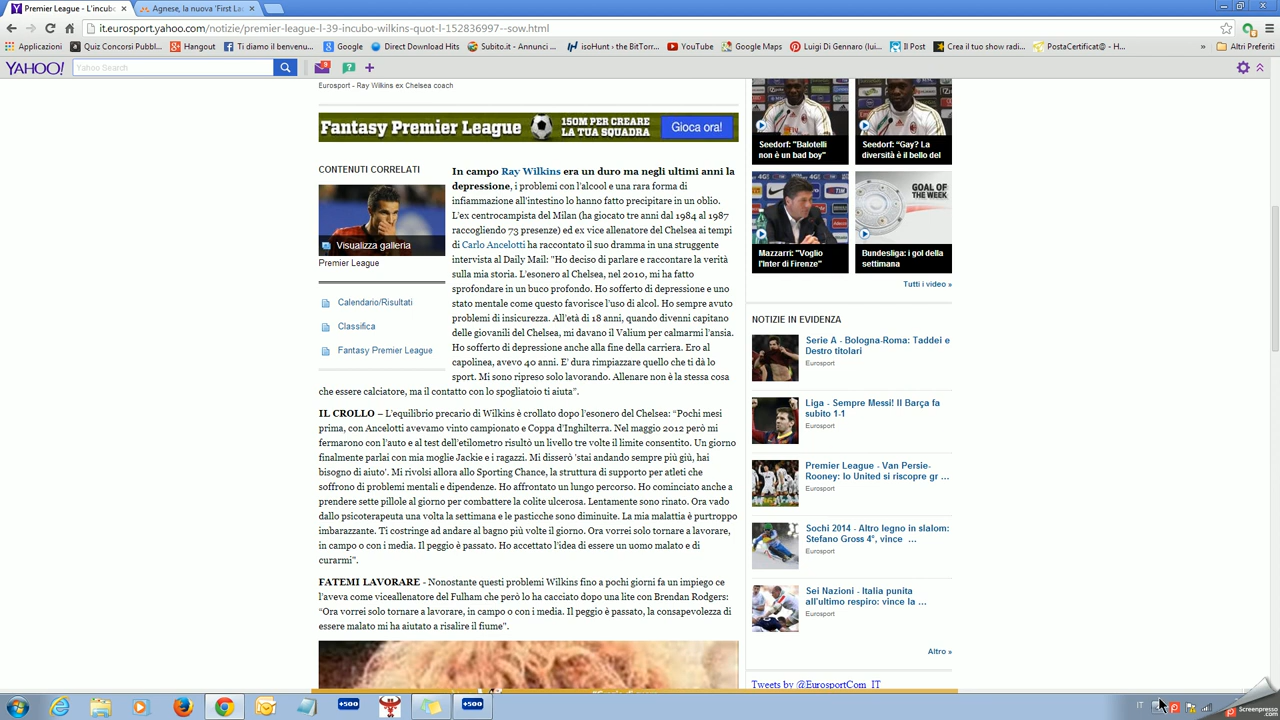 Premier League - L'incubo
Agnese, la nuova 'First La
it.eurosport.yahoo.com/notizie/premier-league-l-39-incubo-wilkins-quot-l-152836997--sow.html
Applicazioni
Quiz Concorsi Pubbl...
Hangout
Ti diamo il benvenu...
Google
Direct Download Hits
Subito.it - Annunci ...
isoHunt - the BitTorr...
YouTube
Google Maps
Luigi Di Gennaro (lui...
Il Post
Crea il tuo show radi...
PostaCertificat@ - H...
»
Altri Preferiti
YAHOO!
Yahoo Search
9
Eurosport - Ray Wilkins ex Chelsea coach
Fantasy Premier League
150M PER CREARE
LA TUA SQUADRA
Gioca ora!
CONTENUTI CORRELATI
Visualizza galleria
Premier League
Calendario/Risultati
Classifica
Fantasy Premier League
In campo Ray Wilkins era un duro ma negli ultimi anni la
depressione, i problemi con l'alcol e una rara forma di
infiammazione all'intestino lo hanno fatto precipitare in un oblio.
L'ex centrocampista del Milan (ha giocato tre anni dal 1984 al 1987
raccogliendo 73 presenze) ed ex vice allenatore del Chelsea ai tempi
di Carlo Ancelotti ha raccontato il suo dramma in una struggente
intervista al Daily Mail: "Ho deciso di parlare e raccontare la verità
sulla mia storia. L'esonero al Chelsea, nel 2010, mi ha fatto
sprofondare in un buco profondo. Ho sofferto di depressione e uno
stato mentale come questo favorisce l'uso di alcol. Ho sempre avuto
problemi di insicurezza. All'età di 18 anni, quando divenni capitano
delle giovanili del Chelsea, mi davano il Valium per calmarmi l'ansia.
Ho sofferto di depressione anche alla fine della carriera. Ero al
capolinea, avevo 40 anni. E' dura rimpiazzare quello che ti dà lo
sport. Mi sono ripreso solo lavorando. Allenare non è la stessa cosa
che essere calciatore, ma il contatto con lo spogliatoio ti aiuta".
IL CROLLO – L'equilibrio precario di Wilkins è crollato dopo l'esonero del Chelsea: "Pochi mesi
prima, con Ancelotti avevamo vinto campionato e Coppa d'Inghilterra. Nel maggio 2012 però mi
fermarono con l'auto e al test dell'etilometro risultò un livello tre volte il limite consentito. Un giorno
finalmente parlai con mia moglie Jackie e i ragazzi. Mi disserò 'stai andando sempre più giù, hai
bisogno di aiuto'. Mi rivolsi allora allo Sporting Chance, la struttura di supporto per atleti che
soffrono di problemi mentali e dipendenze. Ho affrontato un lungo percorso. Ho cominciato anche a
prendere sette pillole al giorno per combattere la colite ulcerosa. Lentamente sono rinato. Ora vado
dallo psicoterapeuta una volta la settimana e le pasticche sono diminuite. La mia malattia è purtroppo
imbarazzante. Ti costringe ad andare al bagno più volte il giorno. Ora vorrei solo tornare a lavorare,
in campo o con i media. Il peggio è passato. Ho accettato l'idea di essere un uomo malato e di
curarmi".
FATEMI LAVORARE - Nonostante questi problemi Wilkins fino a pochi giorni fa un impiego ce
l'aveva come viceallenatore del Fulham che però lo ha cacciato dopo una lite con Brendan Rodgers:
"Ora vorrei solo tornare a lavorare, in campo o con i media. Il peggio è passato, la consapevolezza di
essere malato mi ha aiutato a risalire il fiume".
Seedorf: "Balotelli
non è un bad boy"
Seedorf: "Gay? La
diversità è il bello del
GOAL OF
THE WEEK
Mazzarri: "Voglio
l'Inter di Firenze"
Bundesliga: i gol della
settimana
Tutti i video »
NOTIZIE IN EVIDENZA
Serie A - Bologna-Roma: Taddei e
Destro titolari
Eurosport
Liga - Sempre Messi! Il Barça fa
subito 1-1
Eurosport
Premier League - Van Persie-
Rooney: lo United si riscopre gr ...
Eurosport
Sochi 2014 - Altro legno in slalom:
Stefano Gross 4°, vince ...
Eurosport
Sei Nazioni - Italia punita
all'ultimo respiro: vince la ...
Eurosport
Altro »
Tweets by @EurosportCom_IT
+500
+500
IT
Screenpresso
.com